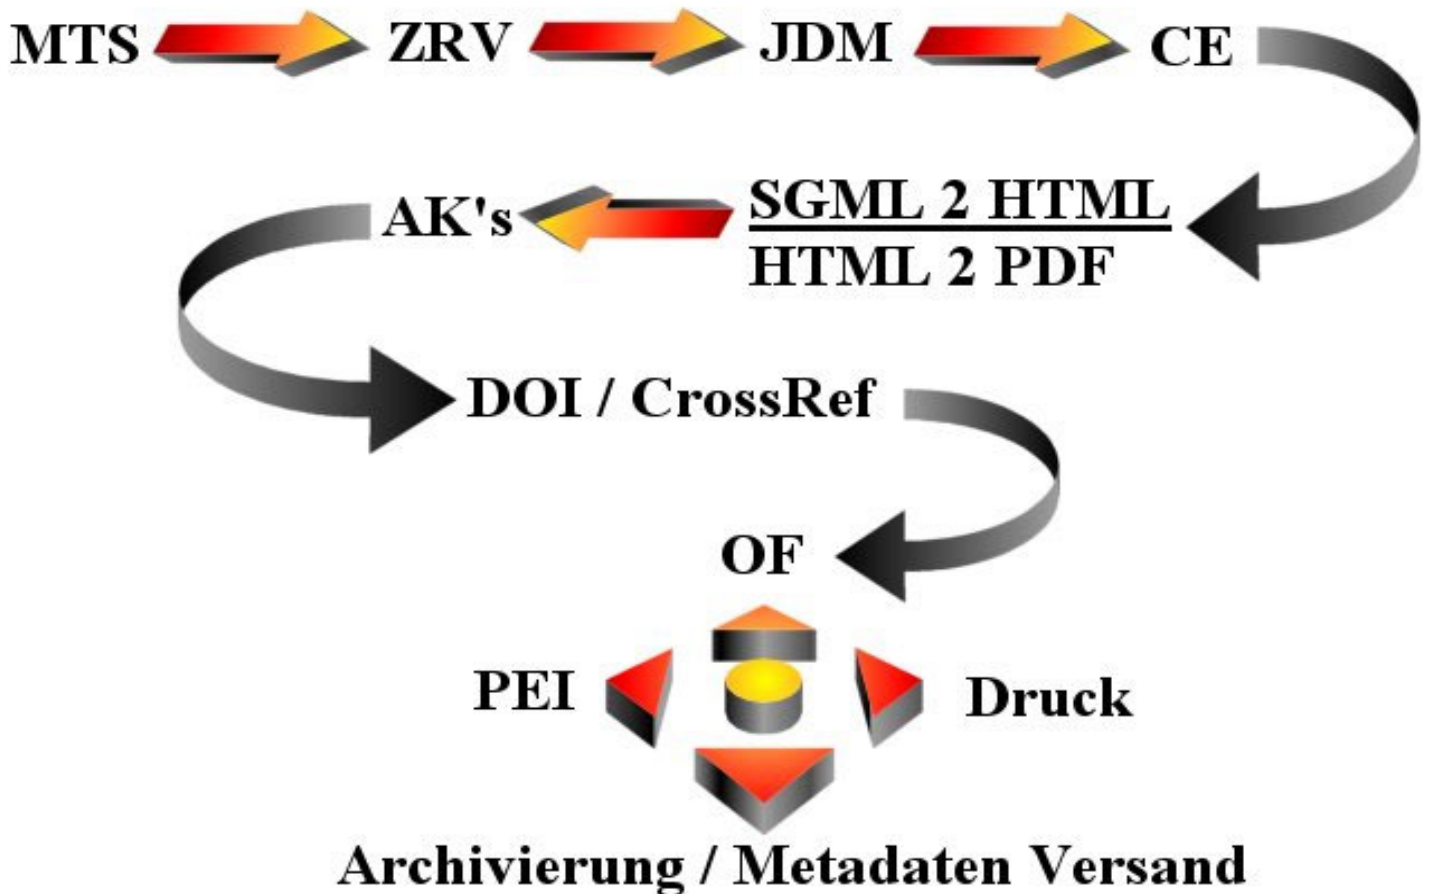 MTS ZRV JDM CE
AK's SGML 2 HTML
HTML 2 PDF
DOI / CrossRef
OF
PEI Druck
Archivierung / Metadaten Versand